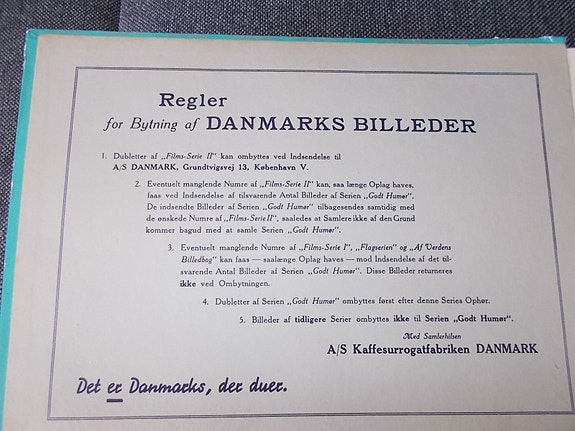 Regler
for Bytning af DANMARKS BILLEDER
1. Dubletter af „Films-Serie II“ kan ombyttes ved Indsendelse til
A/S DANMARK, Grundtvigsvej 13, København V.
2. Eventuelt manglende Numre af „Films-Serie II“ kan, saa længe Oplag haves,
faas ved Indsendelse af tilsvarende Antal Billeder af Serien „Godt Humør“.
De indsendte Billeder af Serien „Godt Humør“ tilbagesendes samtidig med
de ønskede Numre af „Films-Serie II“, saaledes at Samlere ikke af den Grund
kommer bagud med at samle Serien „Godt Humør“.
3. Eventuelt manglende Numre af „Films-Serie I“, „Flagserien“ og „Af Verdens
Billedbog“ kan faas — saalænge Oplag haves — mod Indsendelse af det til-
svarende Antal Billeder af Serien „Godt Humør“. Disse Billeder returneres
ikke ved Ombytningen.
4. Dubletter af Serien „Godt Humør“ ombyttes først efter denne Series Ophør.
5. Billeder af tidligere Serier ombyttes ikke til Serien „Godt Humør“.
Med Samlerhilsen
A/S Kaffesurrogatfabriken DANMARK
Det er Danmarks, der duer.